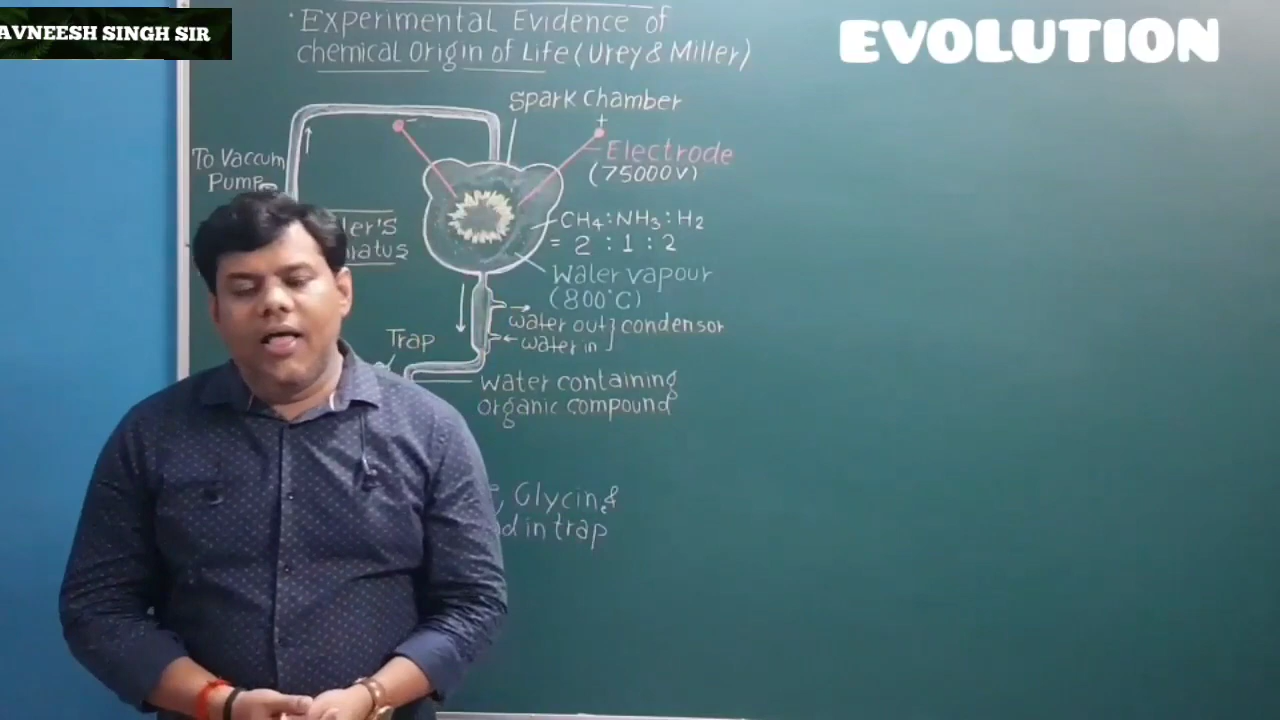 AVNEESH SINGH SIR
EVOLUTION
· Experimental Evidence of
chemical Origin of Life (Urey & Miller)
Spark Chamber
+
-
To Vaccum
Pump
Electrode
(75000V)
ler's
ratus
CH₄ : NH₃ : H₂
= 2 : 1 : 2
Water vapour
(800°C)
water out
water in
condensor
Trap
Water containing
organic compound
, Glycine &
d in trap